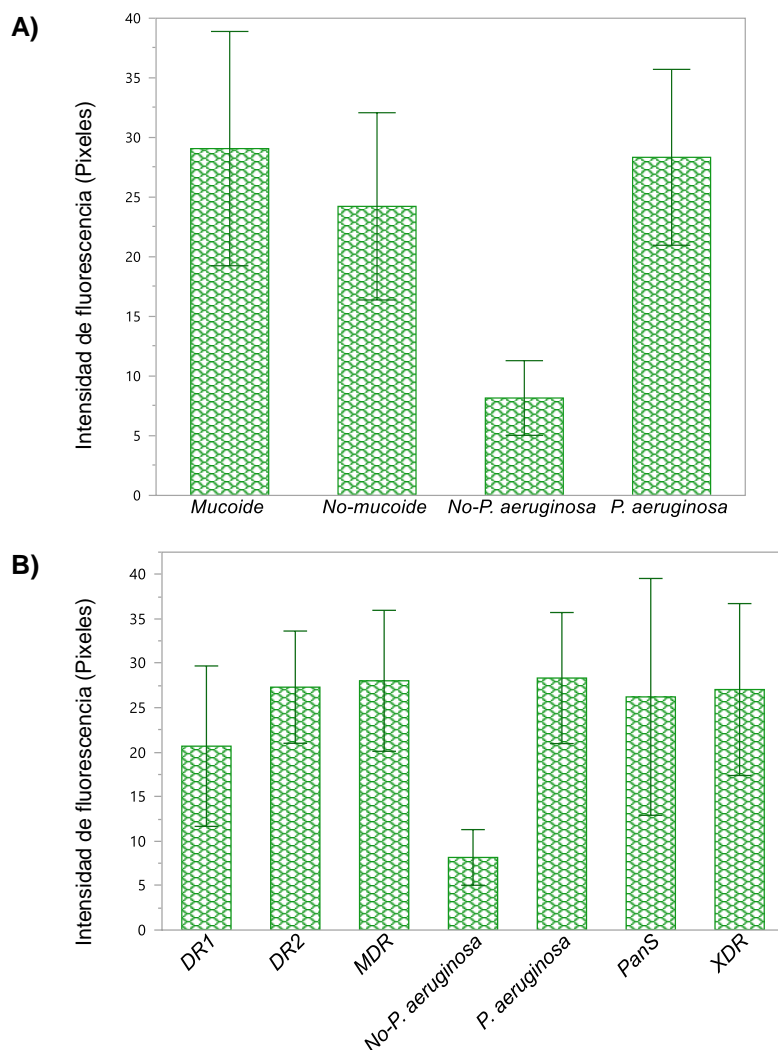 A)
Intensidad de fluorescencia (Pixeles)
40
35
30
25
20
15
10
5
0
Mucoide No-mucoide No-P. aeruginosa P. aeruginosa
B)
Intensidad de fluorescencia (Pixeles)
40
35
30
25
20
15
10
5
0
DR1
DR2
MDR
No-P. aeruginosa
P. aeruginosa
PanS
XDR